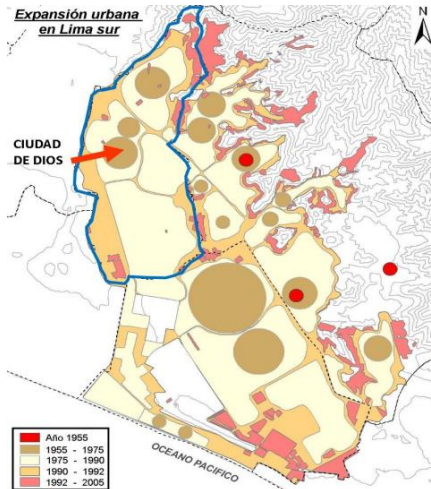 Expansión urbana
en Lima sur
N
CIUDAD
DE DIOS
Año 1955
1955 - 1975
1975 - 1990
1990 - 1992
1992 - 2005
OCEANO PACIFICO